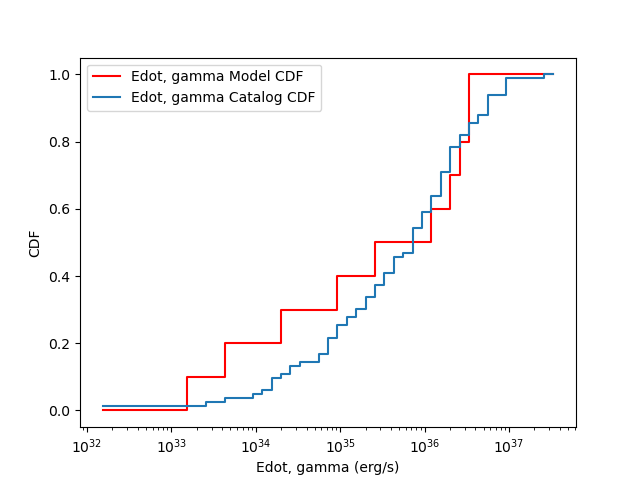 Edot, gamma Model CDF
Edot, gamma Catalog CDF
1.0
0.8
0.6
0.4
0.2
0.0
CDF
10³² 10³³ 10³⁴ 10³⁵ 10³⁶ 10³⁷
Edot, gamma (erg/s)